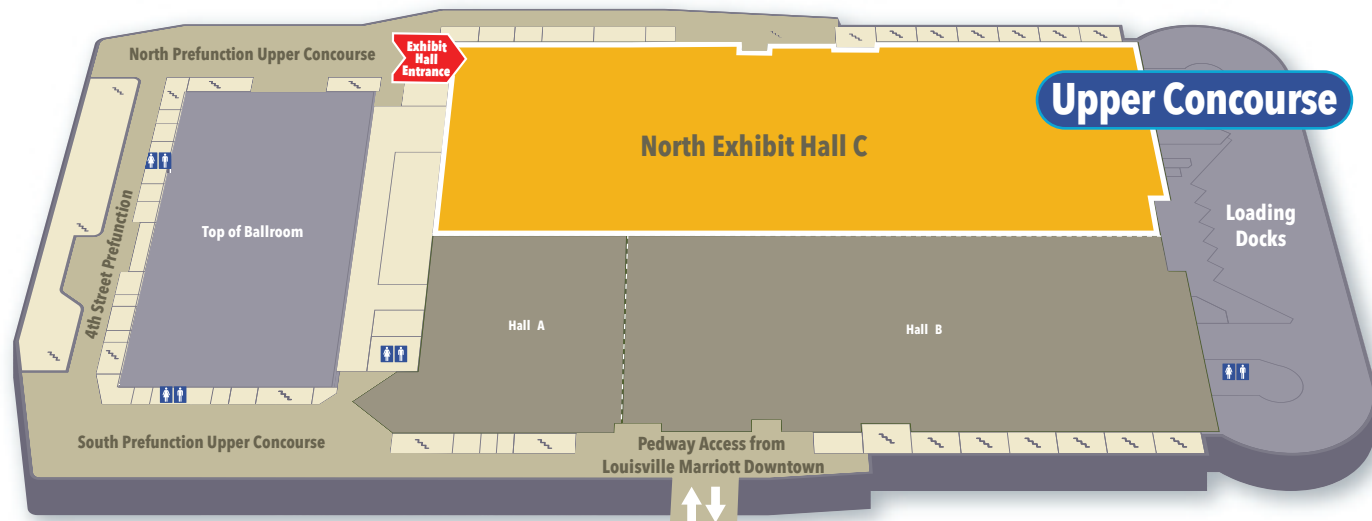 North Prefunction Upper Concourse
Exhibit
Hall
Entrance
Upper Concourse
North Exhibit Hall C
4th Street Prefunction
Top of Ballroom
Loading
Docks
Hall A
Hall B
South Prefunction Upper Concourse
Pedway Access from
Louisville Marriott Downtown